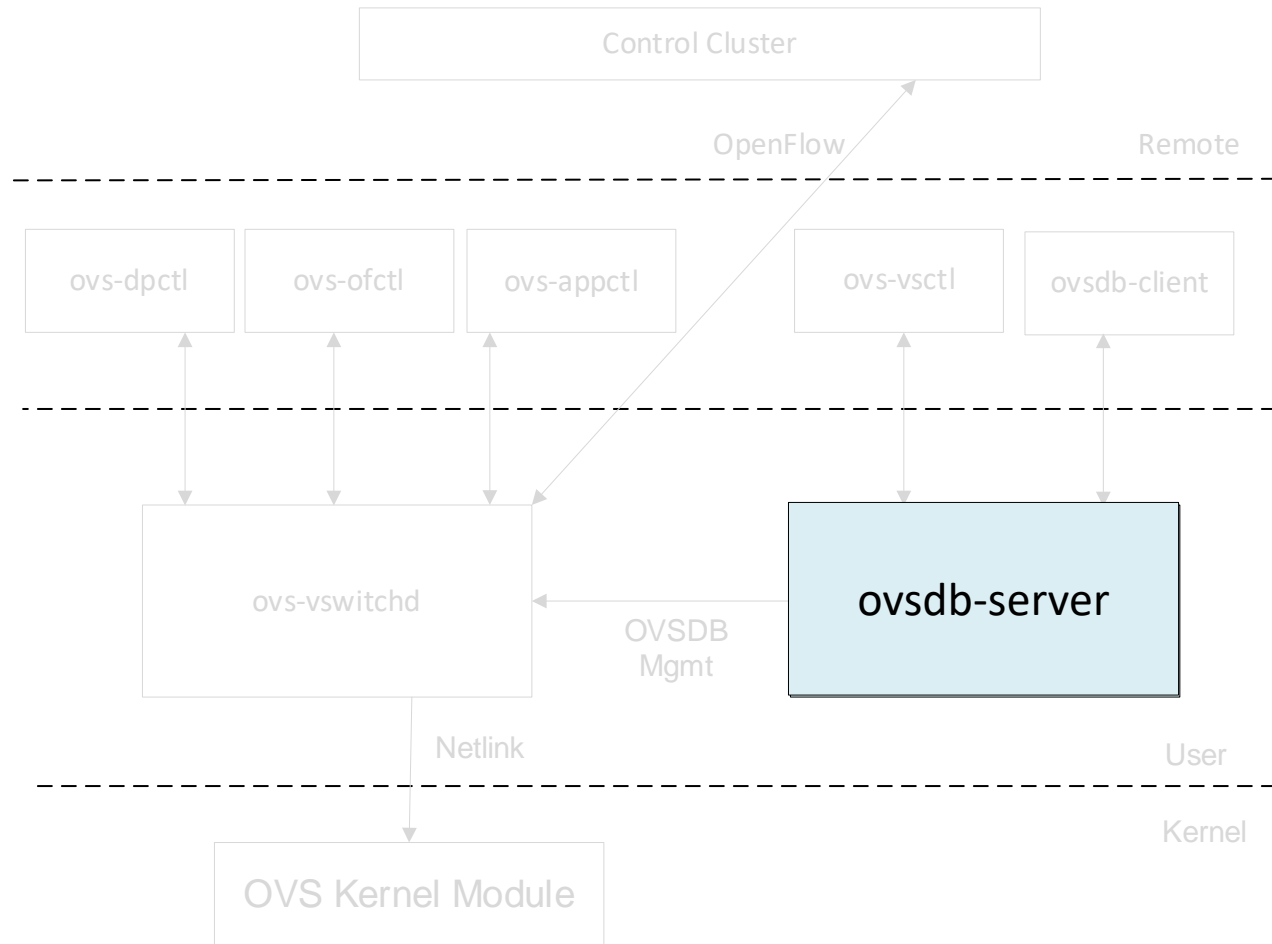 Control Cluster
OpenFlow
Remote
ovs-dpctl
ovs-ofctl
ovs-appctl
ovs-vsctl
ovsdb-client
ovs-vswitchd
OVSDB
Mgmt
ovsdb-server
Netlink
User
Kernel
OVS Kernel Module